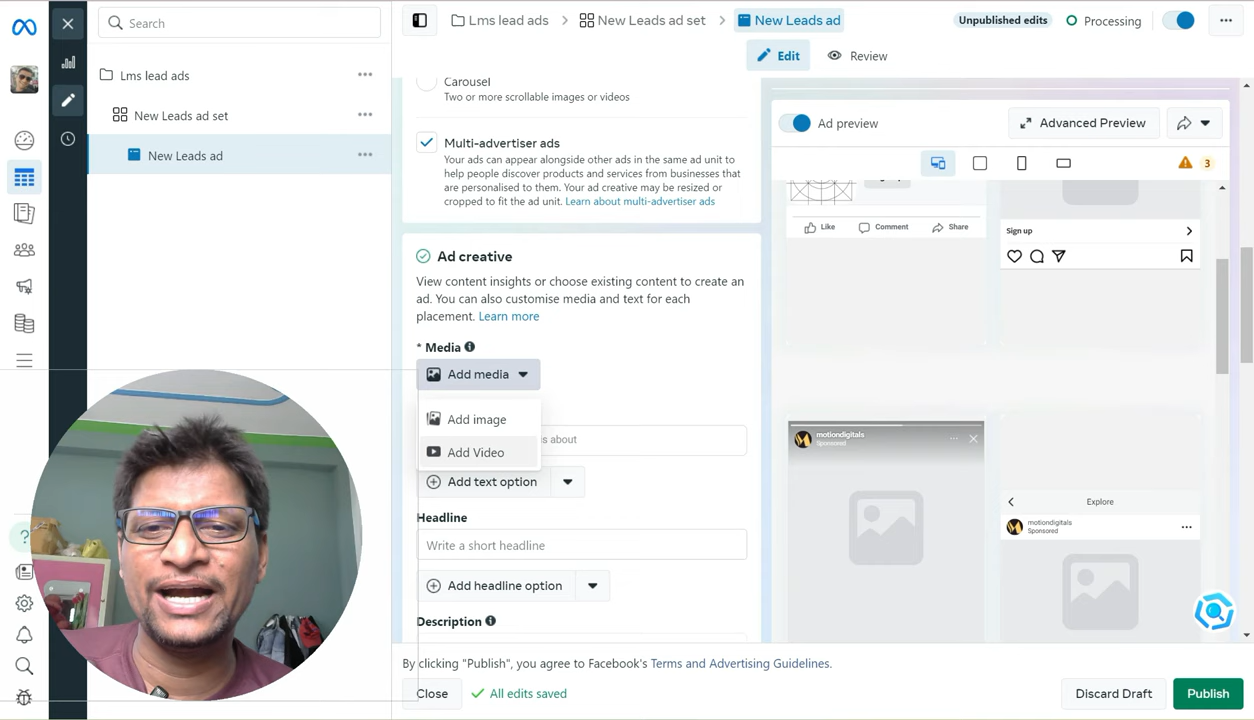 Search
Lms lead ads
New Leads ad set
New Leads ad
Lms lead ads
New Leads ad set
New Leads ad
Unpublished edits
Processing
Edit
Review
Carousel
Two or more scrollable images or videos
Multi-advertiser ads
Your ads can appear alongside other ads in the same ad unit to
help people discover products and services from businesses that
are personalised to them. Your ad creative may be resized or
cropped to fit the ad unit. Learn about multi-advertiser ads
Ad creative
View content insights or choose existing content to create an
ad. You can also customise media and text for each
placement. Learn more
* Media
Add media
Add image
Add Video
is about
Add text option
Headline
Write a short headline
Add headline option
Description
Ad preview
Advanced Preview
3
Like
Comment
Share
Sign up
motiondigitals
Sponsored
Explore
motiondigitals
Sponsored
By clicking "Publish", you agree to Facebook's Terms and Advertising Guidelines.
Close
All edits saved
Discard Draft
Publish